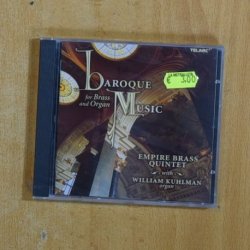 TELARC
€ 3,00
baroque
for Brass
and Organ
Music
EMPIRE BRASS
QUINTET
with
WILLIAM KUHLMAN
organ